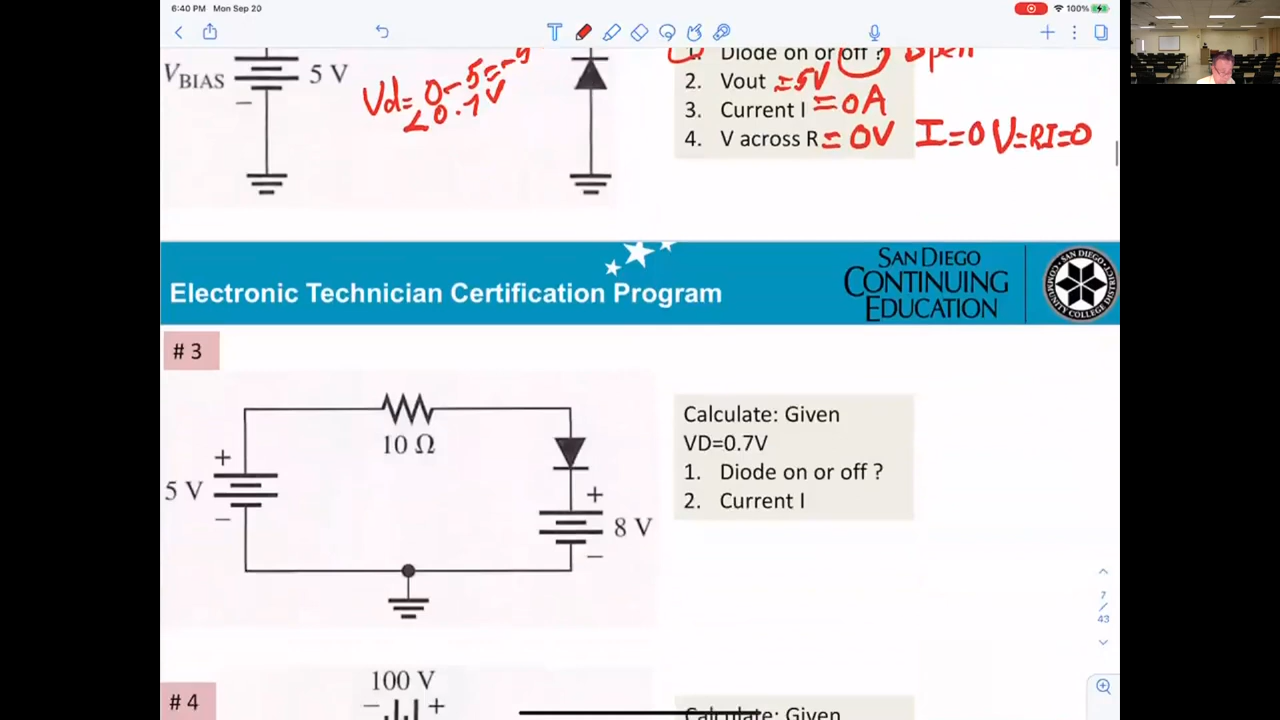 6:40 PM Mon Sep 20
100%
VBIAS
5 V
Vd= 0-5=-5
<0.7V
1. Diode on or off ? open
2. Vout =5V
3. Current I =0A
4. V across R =0V I=0 V=RI=0
Electronic Technician Certification Program
SAN DIEGO
CONTINUING
EDUCATION
# 3
10 Ω
+
5 V
−
+
8 V
−
Calculate: Given
VD=0.7V
1. Diode on or off ?
2. Current I
7
/
43
# 4
100 V
− +
Calculate: Given